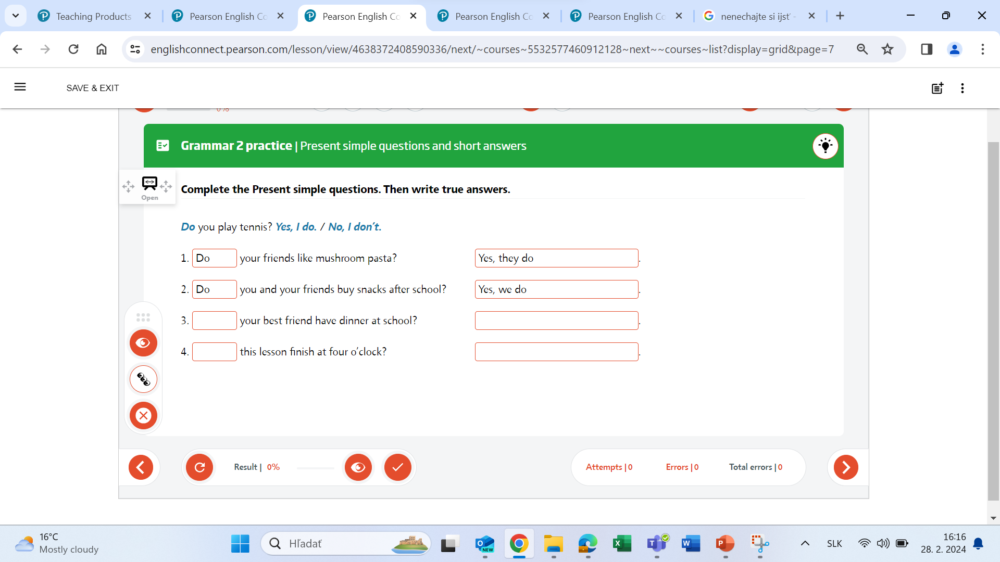 Teaching Products
Pearson English Co
Pearson English Co
Pearson English Co
Pearson English Co
nenechajte si ijsť -
englishconnect.pearson.com/lesson/view/4638372408590336/next/~courses~5532577460912128~next~~courses~list?display=grid&page=7
SAVE & EXIT
0%
Grammar 2 practice | Present simple questions and short answers
Open
Complete the Present simple questions. Then write true answers.
Do you play tennis? Yes, I do. / No, I don't.
1. Do your friends like mushroom pasta? Yes, they do.
2. Do you and your friends buy snacks after school? Yes, we do.
3. your best friend have dinner at school? .
4. this lesson finish at four o'clock? .
Result | 0% Attempts | 0 Errors | 0 Total errors | 0
16°C
Mostly cloudy
Hľadať
NEW
SLK
16:16
28. 2. 2024